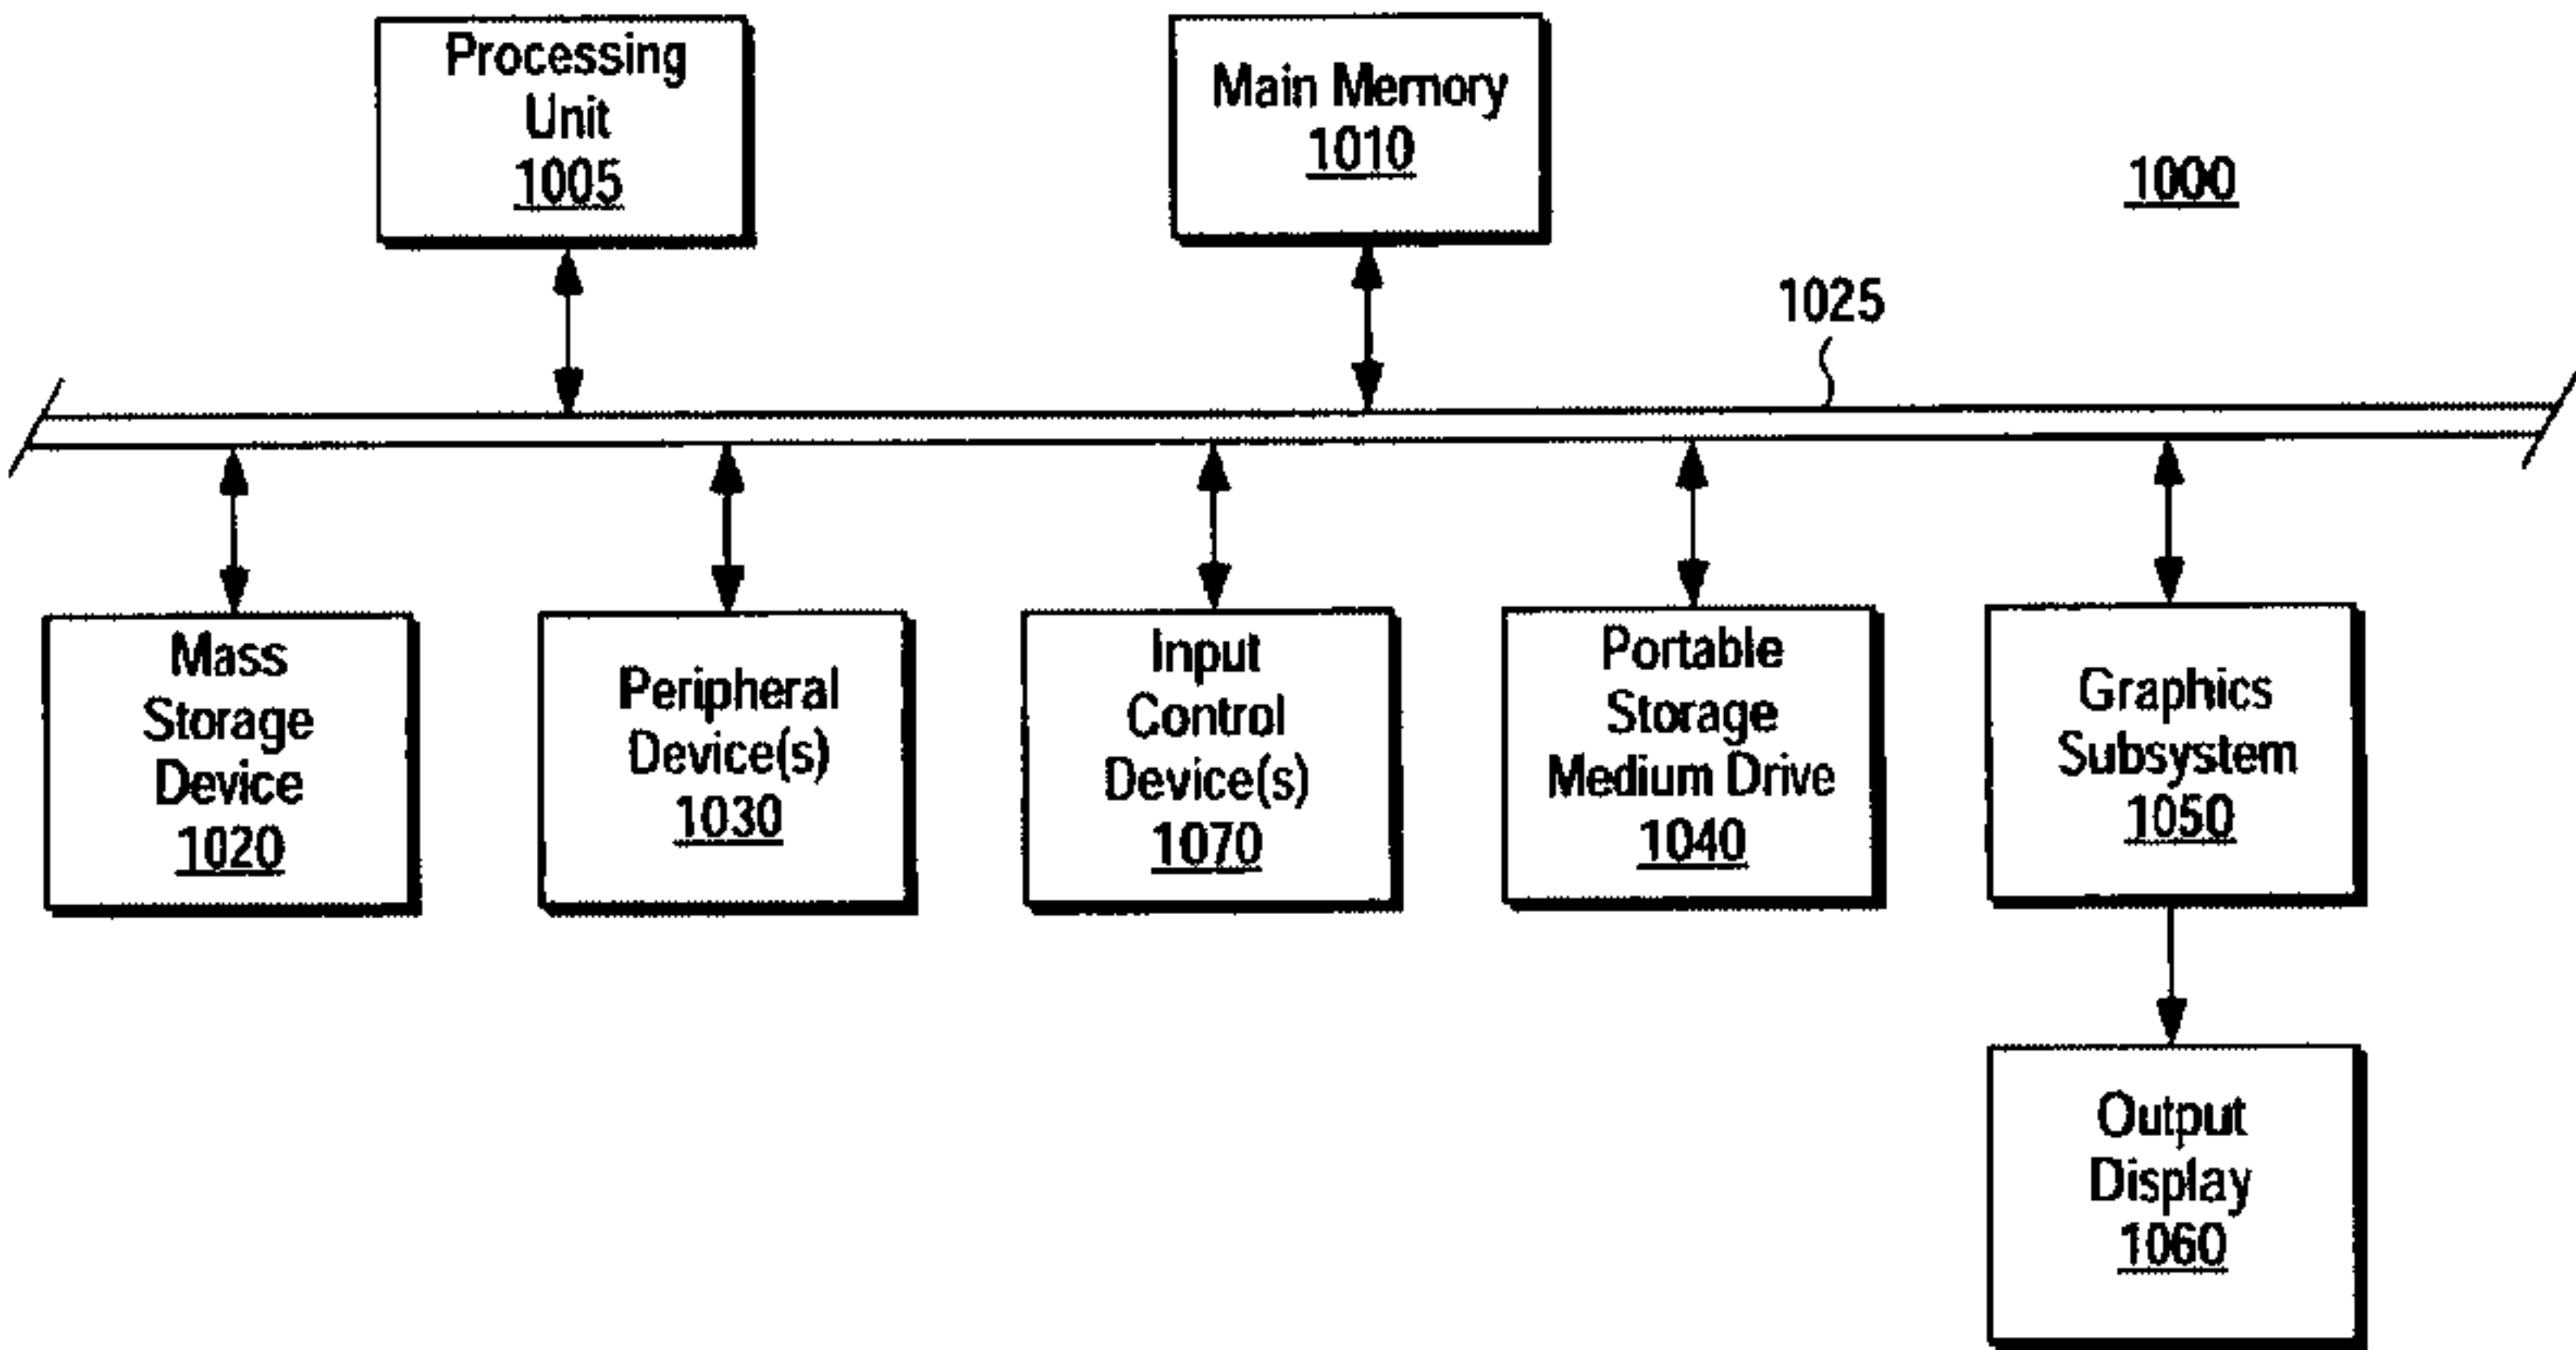 Processing
Unit
1005
Main Memory
1010
1000
1025
Mass
Storage
Device
1020
Peripheral
Device(s)
1030
Input
Control
Device(s)
1070
Portable
Storage
Medium Drive
1040
Graphics
Subsystem
1050
Output
Display
1060